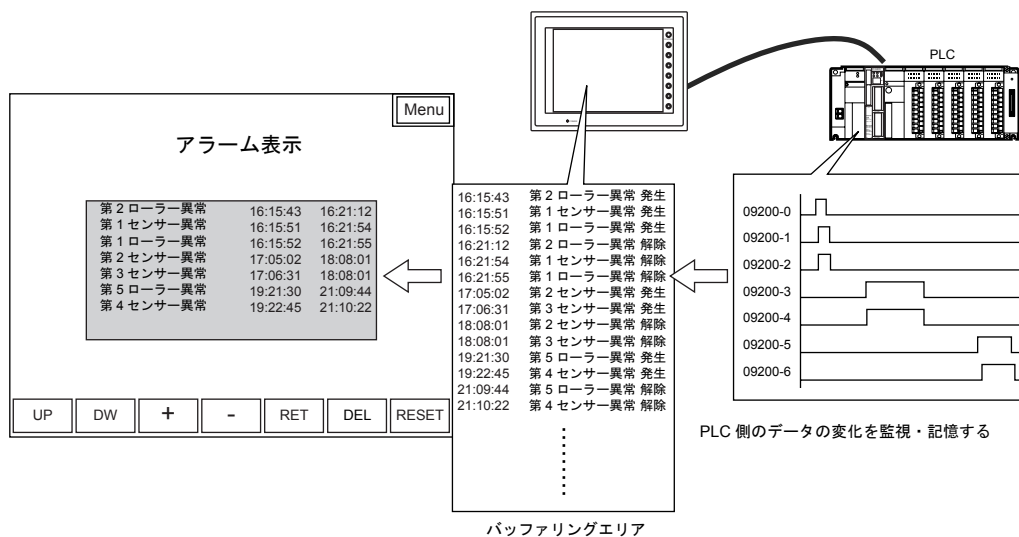 PLC
Menu
アラーム表示
第 2 ローラー異常 16:15:43 16:21:12
第 1 センサー異常 16:15:51 16:21:54
第 1 ローラー異常 16:15:52 16:21:55
第 2 センサー異常 17:05:02 18:08:01
第 3 センサー異常 17:06:31 18:08:01
第 5 ローラー異常 19:21:30 21:09:44
第 4 センサー異常 19:22:45 21:10:22
UP DW + - RET DEL RESET
16:15:43 第 2 ローラー異常 発生
16:15:51 第 1 センサー異常 発生
16:15:52 第 1 ローラー異常 発生
16:21:12 第 2 ローラー異常 解除
16:21:54 第 1 センサー異常 解除
16:21:55 第 1 ローラー異常 解除
17:05:02 第 2 センサー異常 発生
17:06:31 第 3 センサー異常 発生
18:08:01 第 2 センサー異常 解除
18:08:01 第 3 センサー異常 解除
19:21:30 第 5 ローラー異常 発生
19:22:45 第 4 センサー異常 発生
21:09:44 第 5 ローラー異常 解除
21:10:22 第 4 センサー異常 解除
バッファリングエリア
09200-0
09200-1
09200-2
09200-3
09200-4
09200-5
09200-6
PLC 側のデータの変化を監視・記憶する